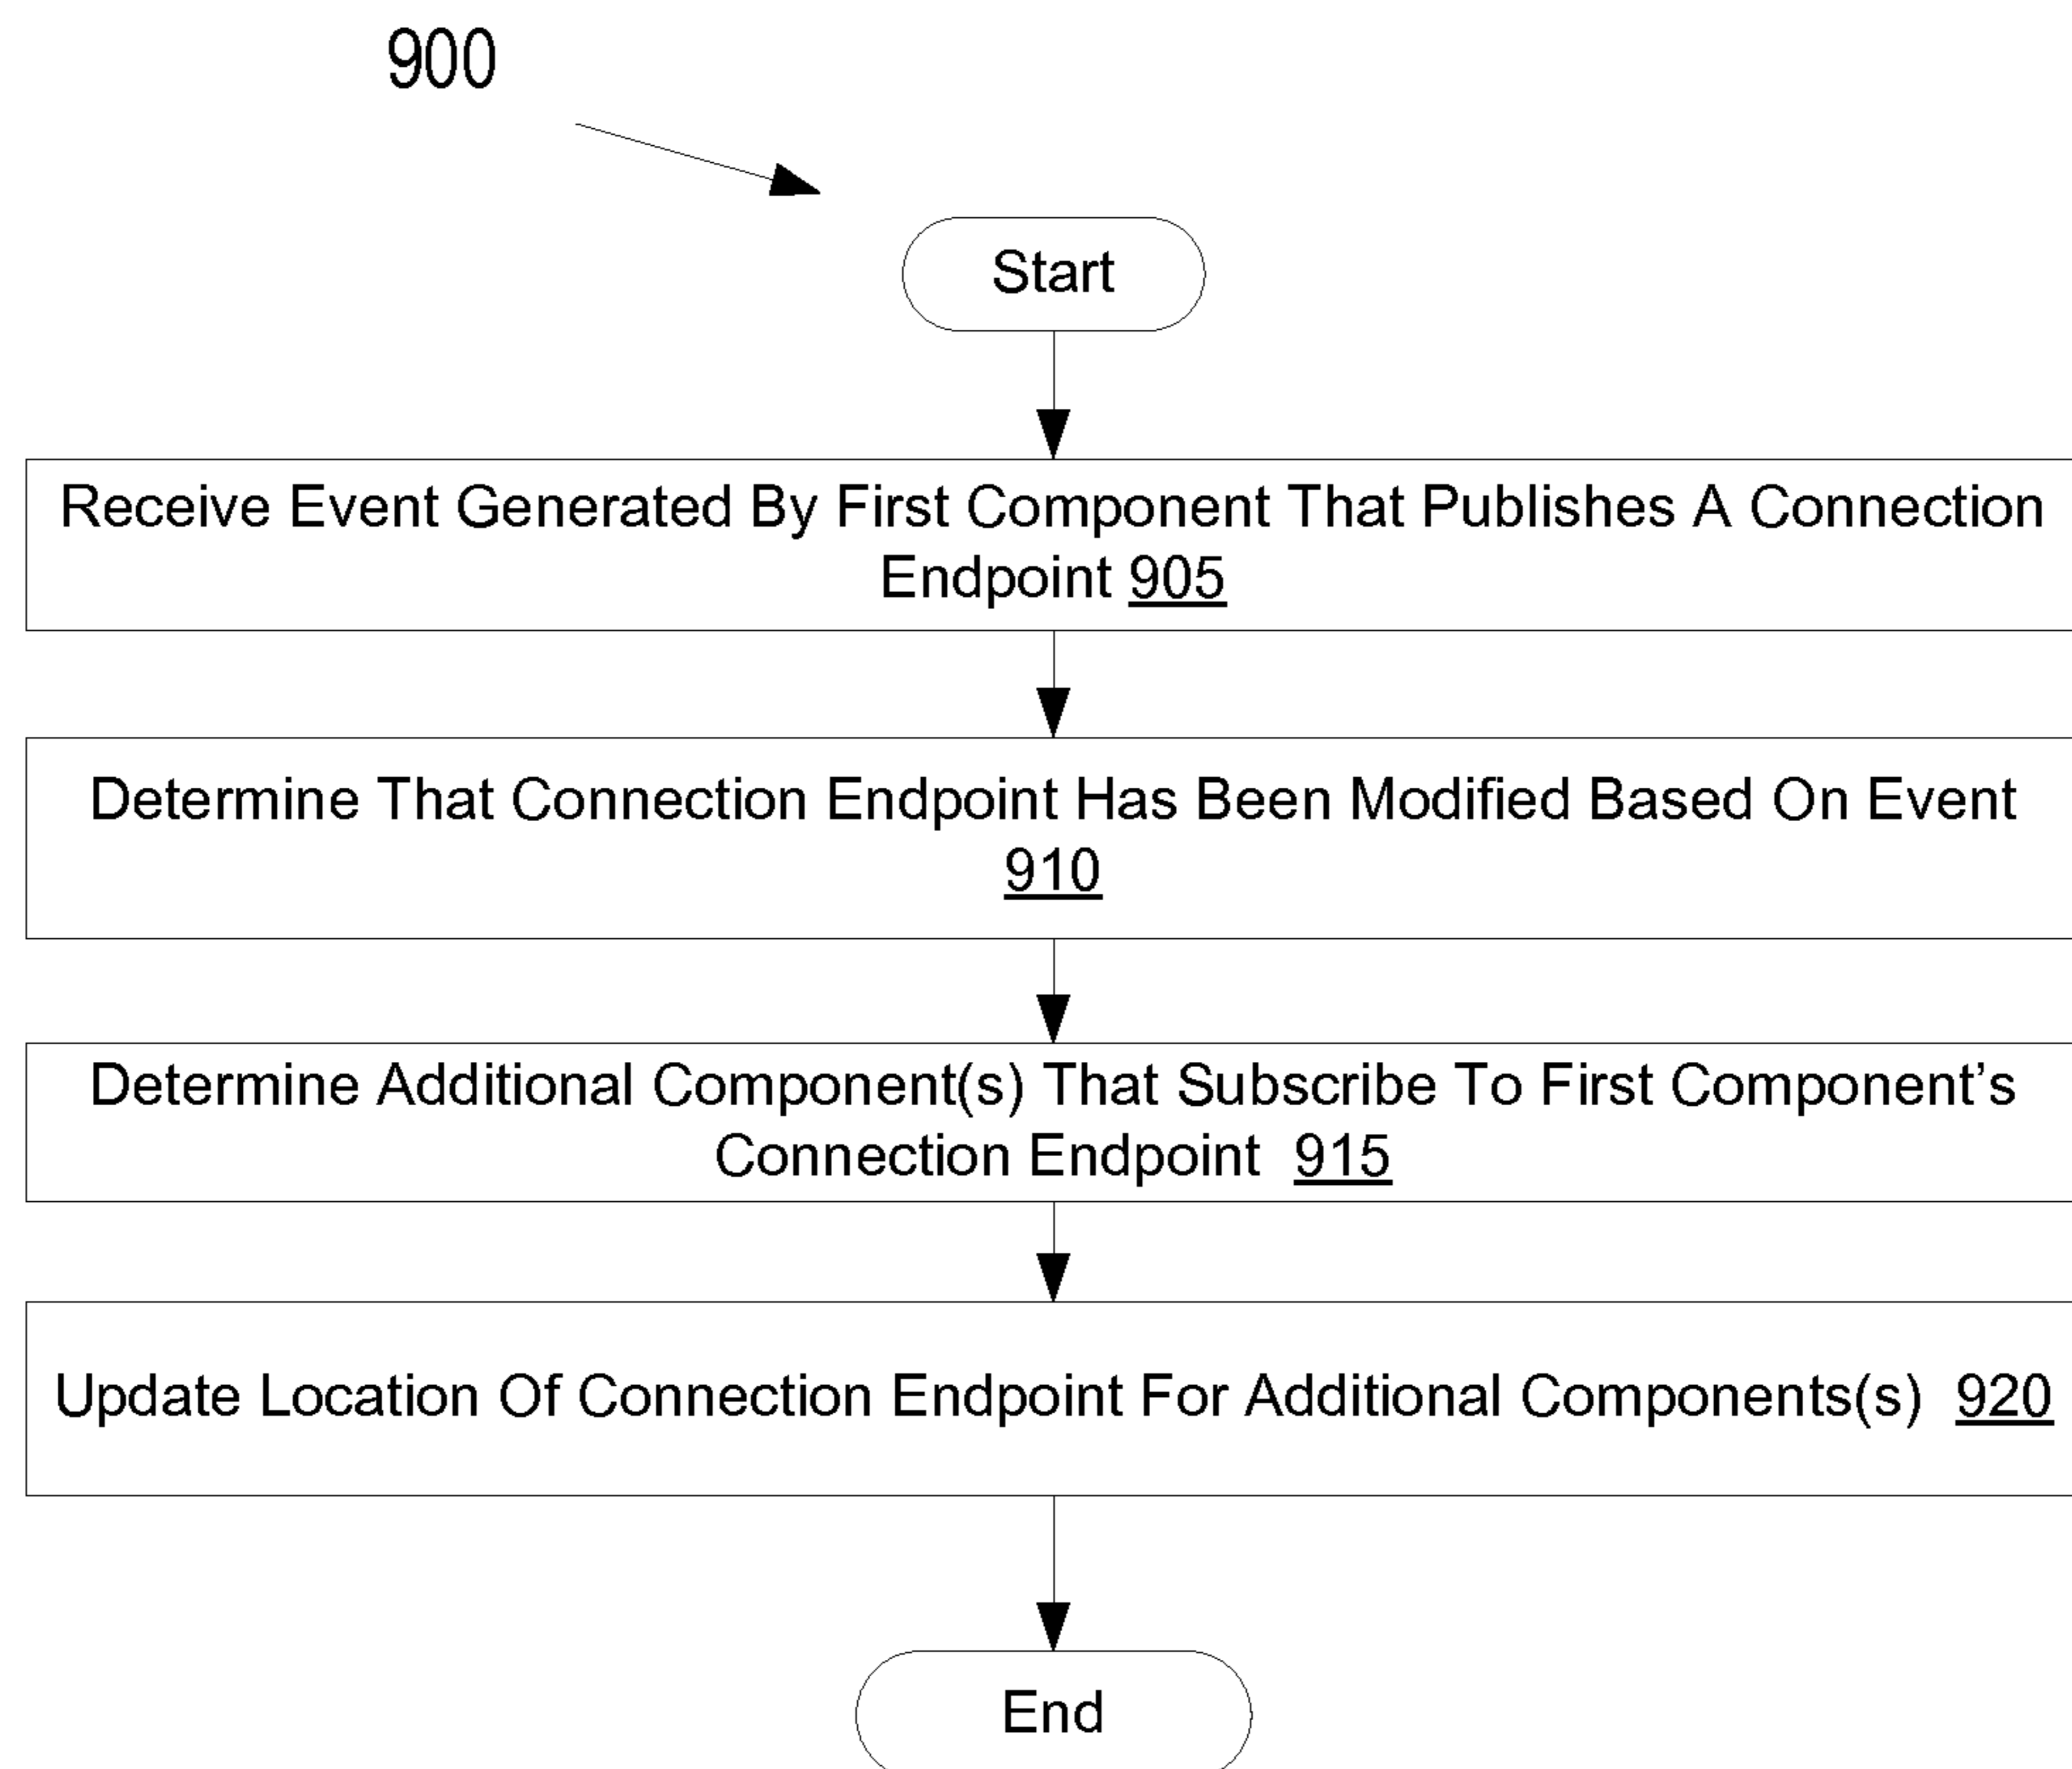 900
Start
Receive Event Generated By First Component That Publishes A Connection
Endpoint 905
Determine That Connection Endpoint Has Been Modified Based On Event
910
Determine Additional Component(s) That Subscribe To First Component’s
Connection Endpoint 915
Update Location Of Connection Endpoint For Additional Components(s) 920
End